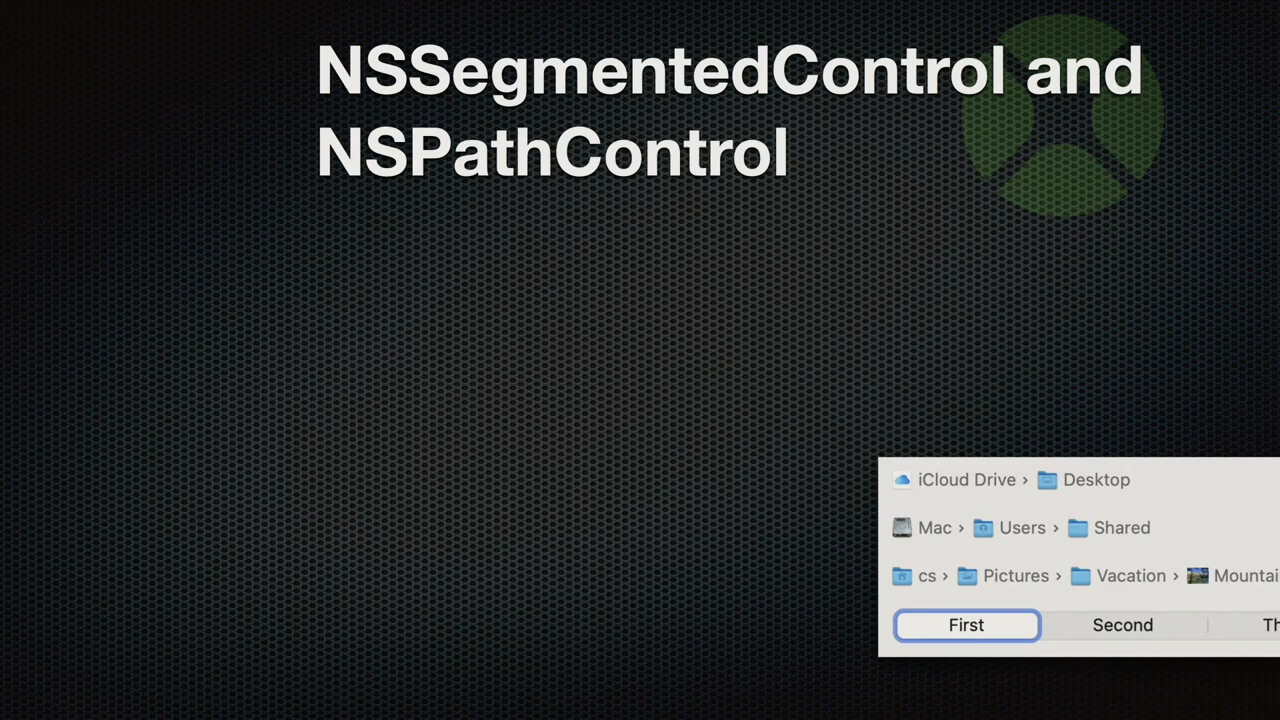 NSSegmentedControl and
NSPathControl
iCloud Drive › Desktop
Mac › Users › Shared
cs › Pictures › Vacation ›
First Second